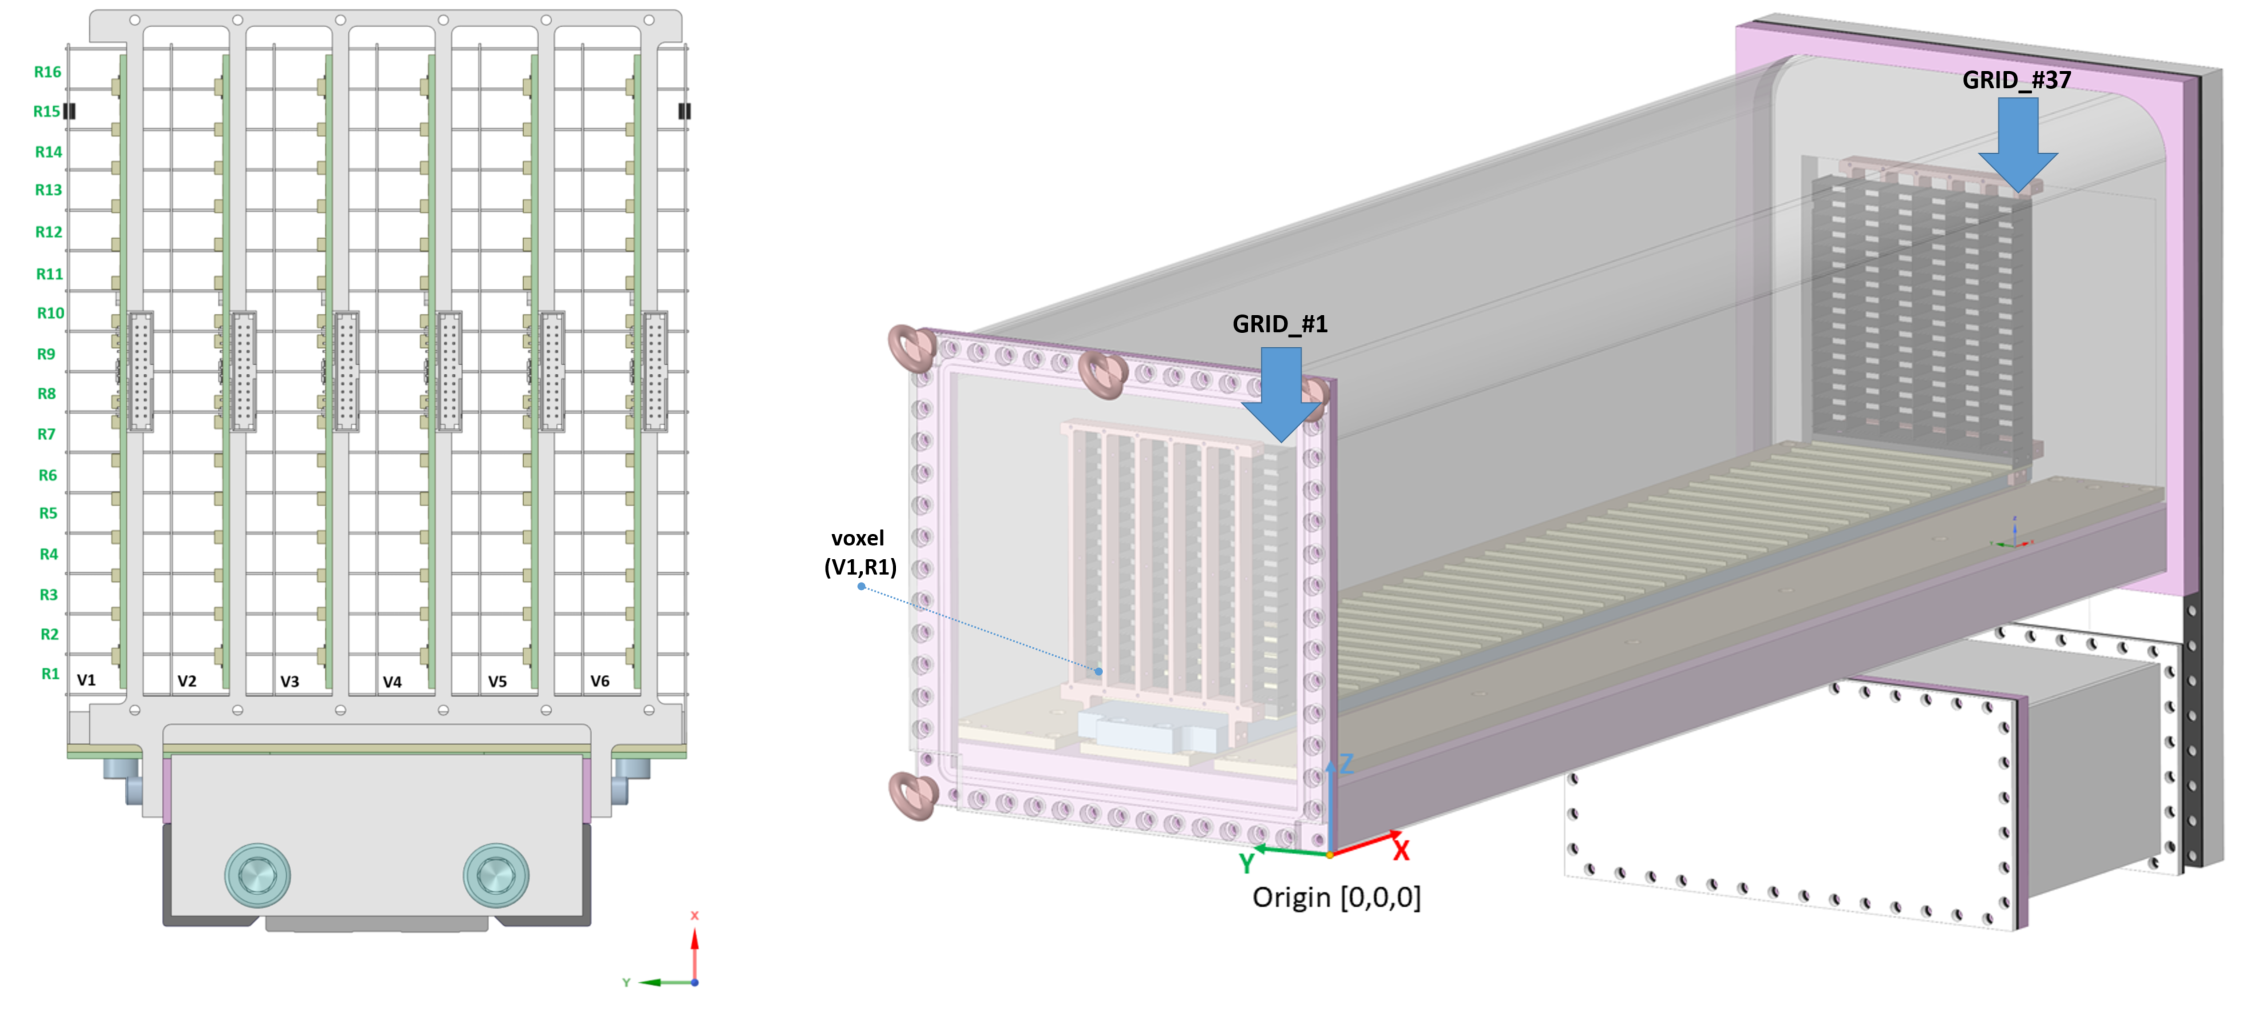 R16
R15
R14
R13
R12
R11
R10
R9
R8
R7
R6
R5
R4
R3
R2
R1
V1 V2 V3 V4 V5 V6
X
Y
GRID_#37
GRID_#1
voxel
(V1,R1)
Z
Y
X
Origin [0,0,0]